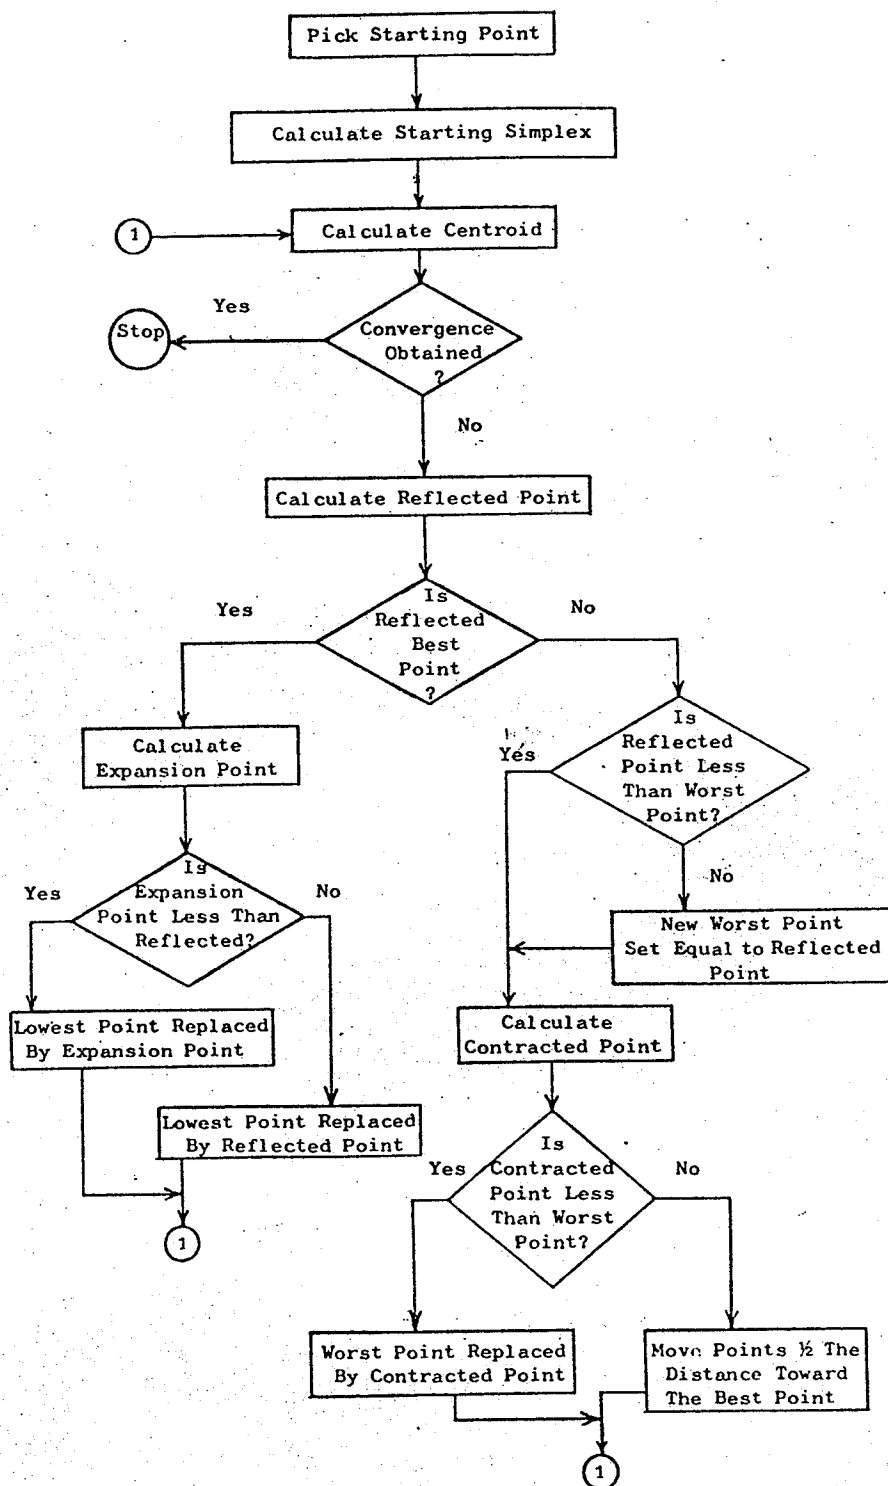 Pick Starting Point
Calculate Starting Simplex
1
Calculate Centroid
Yes
Stop
Convergence
Obtained
?
No
Calculate Reflected Point
Yes
Is
Reflected
Best
Point
?
No
Calculate
Expansion Point
Yes
Is
Reflected
Point Less
Than Worst
Point?
No
Yes
Is
Expansion
Point Less Than
Reflected?
No
New Worst Point
Set Equal to Reflected
Point
Lowest Point Replaced
By Expansion Point
Calculate
Contracted Point
Lowest Point Replaced
By Reflected Point
1
Yes
Is
Contracted
Point Less
Than Worst
Point?
No
Worst Point Replaced
By Contracted Point
Move Points ½ The
Distance Toward
The Best Point
1